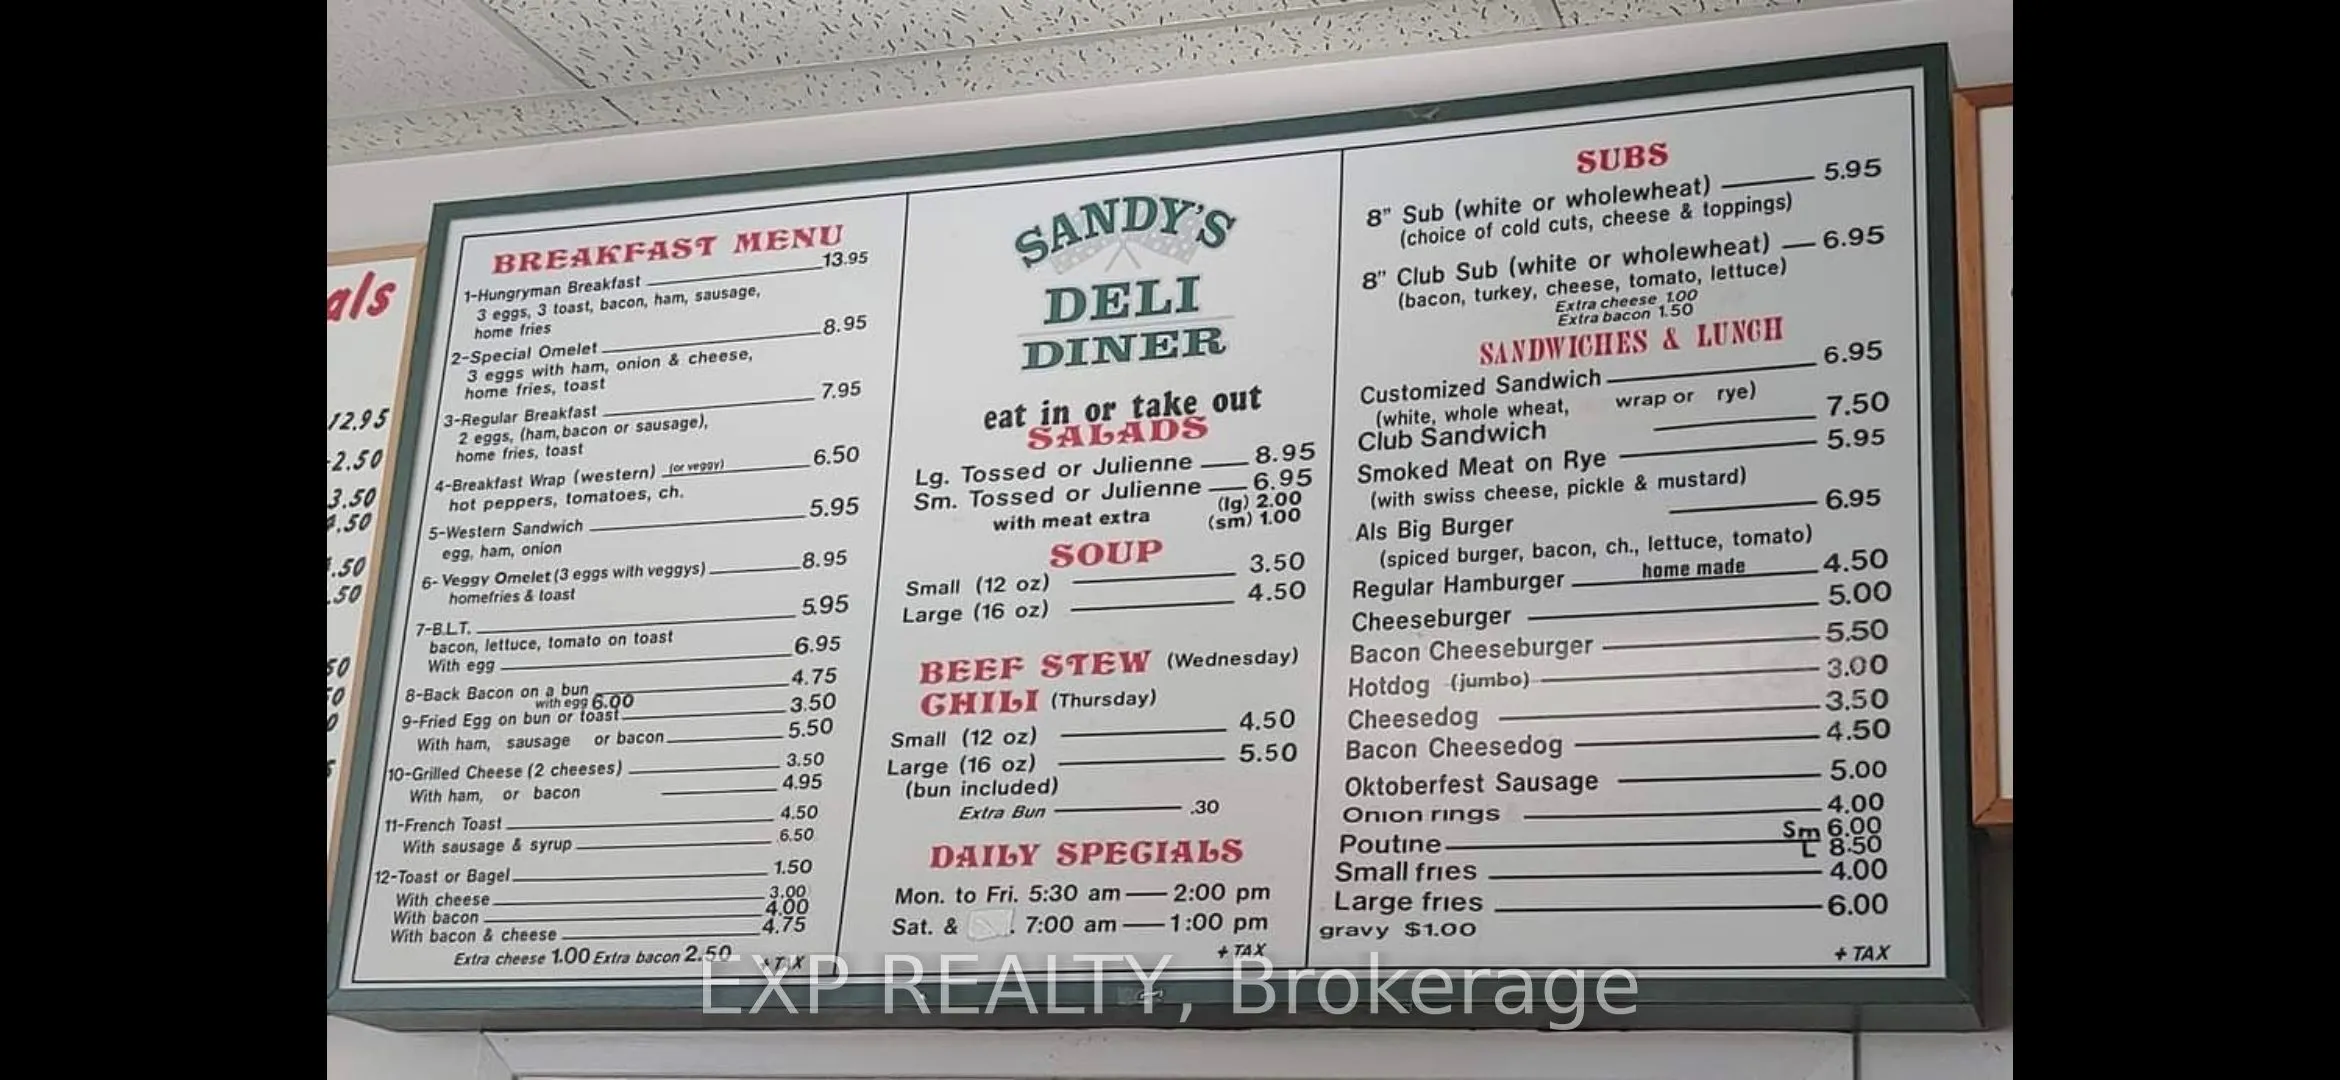 als
12.95
2.50
3.50
.50
.50
.50
50
BREAKFAST MENU
1-Hungryman Breakfast 13.95
3 eggs, 3 toast, bacon, ham, sausage,
home fries
2-Special Omelet 8.95
3 eggs with ham, onion & cheese,
home fries, toast
3-Regular Breakfast 7.95
2 eggs, (ham, bacon or sausage),
home fries, toast
4-Breakfast Wrap (western) (or veggy) 6.50
hot peppers, tomatoes, ch.
5-Western Sandwich 5.95
egg, ham, onion
6- Veggy Omelet (3 eggs with veggys) 8.95
homefries & toast
7-B.L.T. 5.95
bacon, lettuce, tomato on toast
With egg 6.95
8-Back Bacon on a bun 4.75
with egg 6.00
9-Fried Egg on bun or toast 3.50
With ham, sausage or bacon 5.50
10-Grilled Cheese (2 cheeses) 3.50
With ham, or bacon 4.95
11-French Toast 4.50
With sausage & syrup 6.50
12-Toast or Bagel 1.50
With cheese 3.00
With bacon 4.00
With bacon & cheese 4.75
Extra cheese 1.00 Extra bacon 2.50 + TAX
SANDY'S
DELI
DINER
eat in or take out
SALADS
Lg. Tossed or Julienne 8.95
Sm. Tossed or Julienne 6.95
with meat extra (lg) 2.00
(sm) 1.00
SOUP
Small (12 oz) 3.50
Large (16 oz) 4.50
BEEF STEW (Wednesday)
CHILI (Thursday)
Small (12 oz) 4.50
Large (16 oz) 5.50
(bun included)
Extra Bun .30
DAILY SPECIALS
Mon. to Fri. 5:30 am — 2:00 pm
Sat. & . 7:00 am — 1:00 pm
+ TAX
SUBS
8" Sub (white or wholewheat) 5.95
(choice of cold cuts, cheese & toppings)
8" Club Sub (white or wholewheat) 6.95
(bacon, turkey, cheese, tomato, lettuce)
Extra cheese 1.00
Extra bacon 1.50
SANDWICHES & LUNCH
Customized Sandwich 6.95
(white, whole wheat, wrap or rye)
Club Sandwich 7.50
Smoked Meat on Rye 5.95
(with swiss cheese, pickle & mustard)
Als Big Burger 6.95
(spiced burger, bacon, ch., lettuce, tomato)
Regular Hamburger home made 4.50
Cheeseburger 5.00
Bacon Cheeseburger 5.50
Hotdog (jumbo) 3.00
Cheesedog 3.50
Bacon Cheesedog 4.50
Oktoberfest Sausage 5.00
Onion rings 4.00
Poutine Sm 6.00
L 8.50
Small fries 4.00
Large fries 6.00
gravy $1.00
+ TAX
EXP REALTY, Brokerage